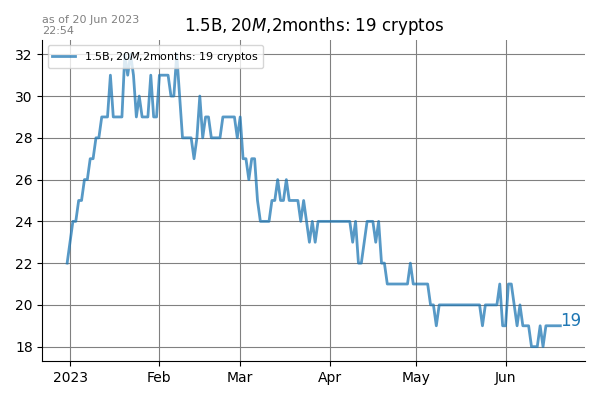 as of 20 Jun 2023
22:54
1.5B, 20M,2months: 19 cryptos
1.5B, 20M,2months: 19 cryptos
32
30
28
26
24
22
20
18
19
2023 Feb Mar Apr May Jun